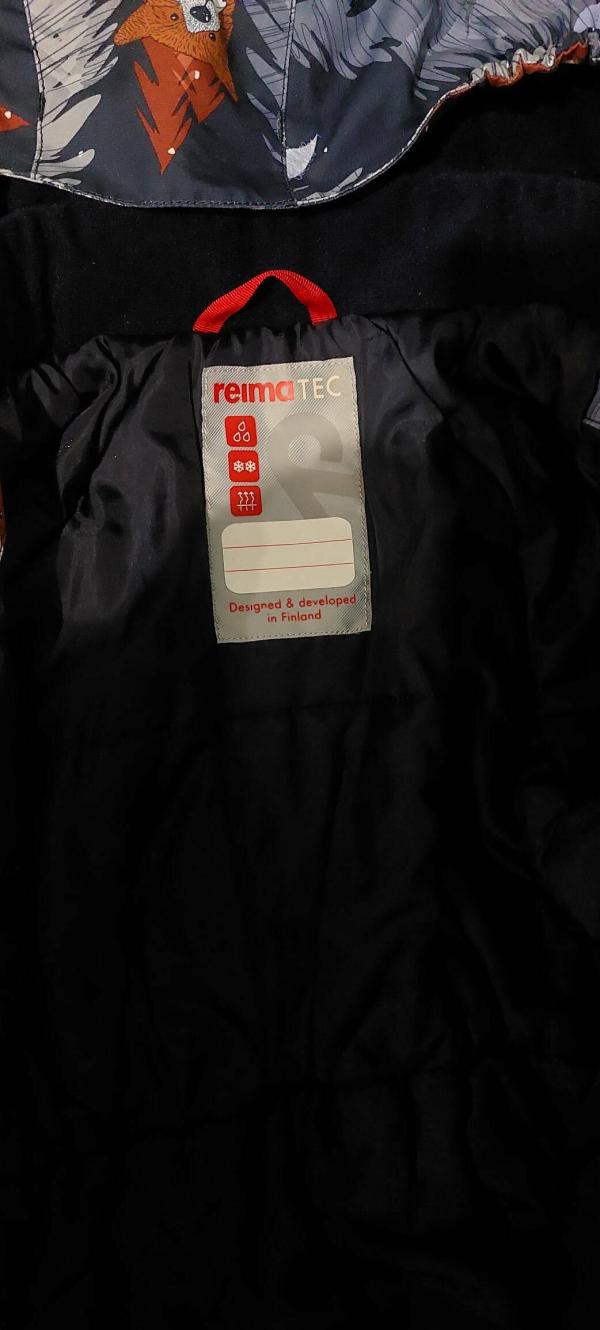 reimaTEC
Designed & developed
in Finland